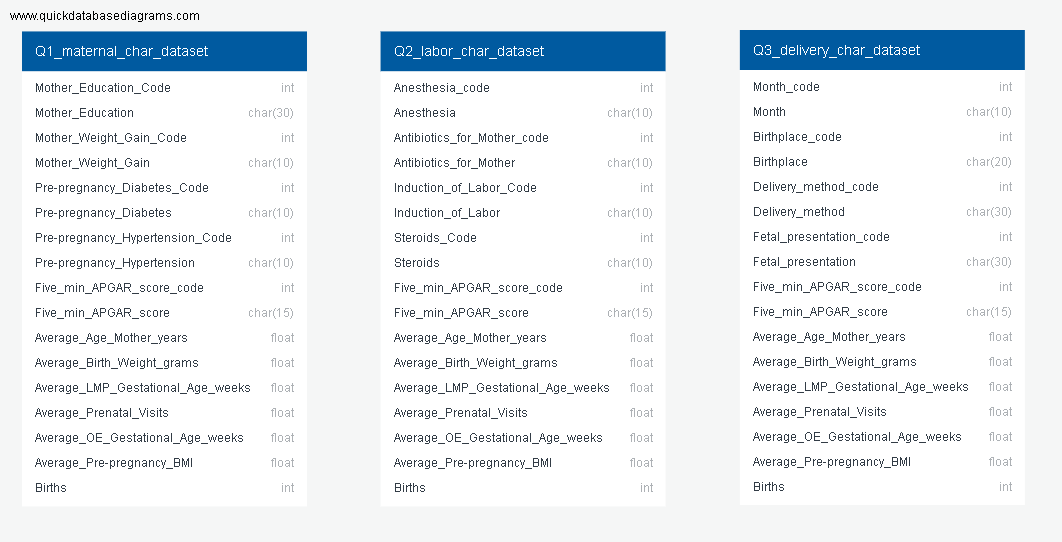 www.quickdatabasediagrams.com
Q1_maternal_char_dataset
Mother_Education_Code int
Mother_Education char(30)
Mother_Weight_Gain_Code int
Mother_Weight_Gain char(10)
Pre-pregnancy_Diabetes_Code int
Pre-pregnancy_Diabetes char(10)
Pre-pregnancy_Hypertension_Code int
Pre-pregnancy_Hypertension char(10)
Five_min_APGAR_score_code int
Five_min_APGAR_score char(15)
Average_Age_Mother_years float
Average_Birth_Weight_grams float
Average_LMP_Gestational_Age_weeks float
Average_Prenatal_Visits float
Average_OE_Gestational_Age_weeks float
Average_Pre-pregnancy_BMI float
Births int
Q2_labor_char_dataset
Anesthesia_code int
Anesthesia char(10)
Antibiotics_for_Mother_code int
Antibiotics_for_Mother char(10)
Induction_of_Labor_Code int
Induction_of_Labor char(10)
Steroids_Code int
Steroids char(10)
Five_min_APGAR_score_code int
Five_min_APGAR_score char(15)
Average_Age_Mother_years float
Average_Birth_Weight_grams float
Average_LMP_Gestational_Age_weeks float
Average_Prenatal_Visits float
Average_OE_Gestational_Age_weeks float
Average_Pre-pregnancy_BMI float
Births int
Q3_delivery_char_dataset
Month_code int
Month char(10)
Birthplace_code int
Birthplace char(20)
Delivery_method_code int
Delivery_method char(30)
Fetal_presentation_code int
Fetal_presentation char(30)
Five_min_APGAR_score_code int
Five_min_APGAR_score char(15)
Average_Age_Mother_years float
Average_Birth_Weight_grams float
Average_LMP_Gestational_Age_weeks float
Average_Prenatal_Visits float
Average_OE_Gestational_Age_weeks float
Average_Pre-pregnancy_BMI float
Births int